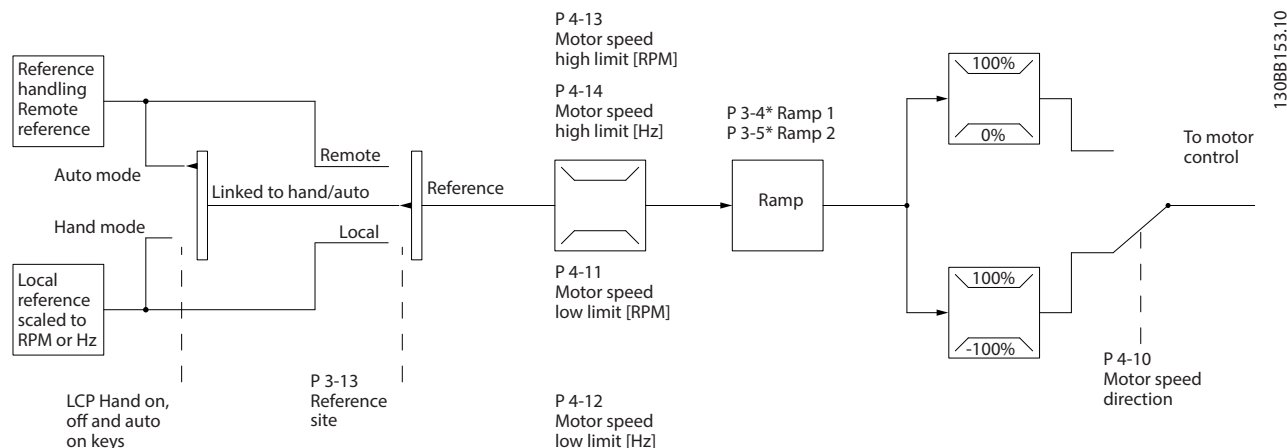 P 4-13
Motor speed
high limit [RPM]
P 4-14
Motor speed
high limit [Hz]
130BB153.10
Reference
handling
Remote
reference
100%
0%
P 3-4* Ramp 1
P 3-5* Ramp 2
To motor
control
Remote
Auto mode
Linked to hand/auto
Reference
Ramp
Hand mode
Local
Local
reference
scaled to
RPM or Hz
P 4-11
Motor speed
low limit [RPM]
100%
-100%
P 4-10
Motor speed
direction
LCP Hand on,
off and auto
on keys
P 3-13
Reference
site
P 4-12
Motor speed
low limit [Hz]